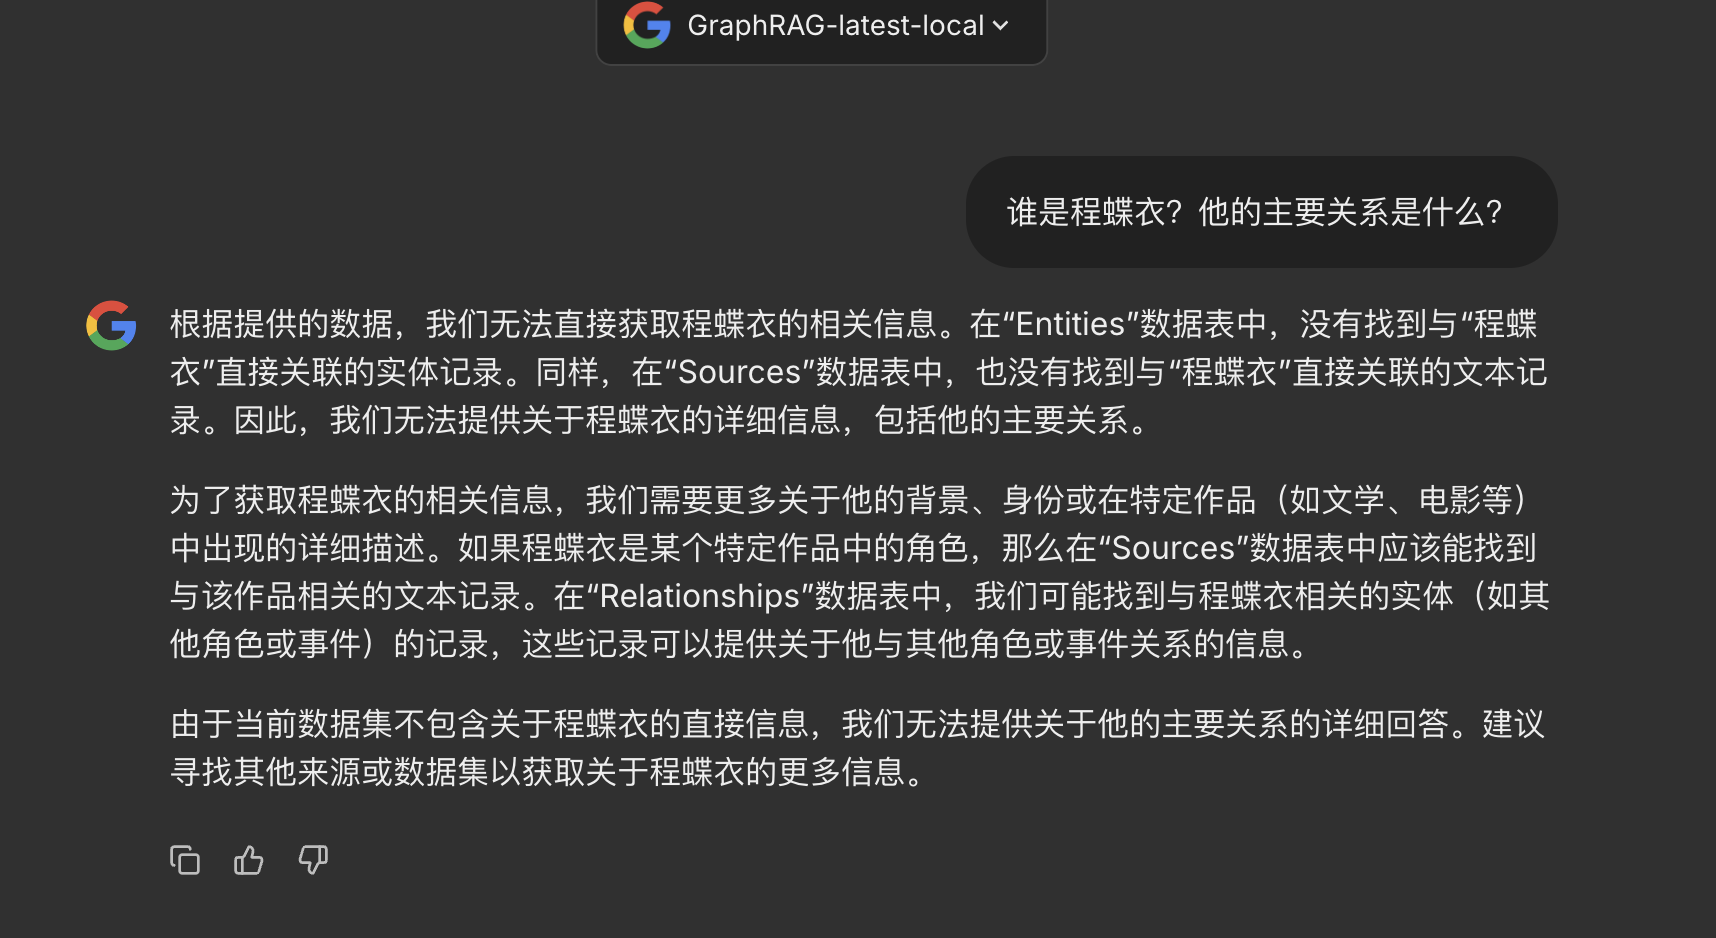 GraphRAG-latest-local
谁是程蝶衣？他的主要关系是什么？
根据提供的数据，我们无法直接获取程蝶衣的相关信息。在“Entities”数据表中，没有找到与“程蝶
衣”直接关联的实体记录。同样，在“Sources”数据表中，也没有找到与“程蝶衣”直接关联的文本记
录。因此，我们无法提供关于程蝶衣的详细信息，包括他的主要关系。
为了获取程蝶衣的相关信息，我们需要更多关于他的背景、身份或在特定作品（如文学、电影等）
中出现的详细描述。如果程蝶衣是某个特定作品中的角色，那么在“Sources”数据表中应该能找到
与该作品相关的文本记录。在“Relationships”数据表中，我们可能找到与程蝶衣相关的实体（如其
他角色或事件）的记录，这些记录可以提供关于他与其他角色或事件关系的信息。
由于当前数据集不包含关于程蝶衣的直接信息，我们无法提供关于他的主要关系的详细回答。建议
寻找其他来源或数据集以获取关于程蝶衣的更多信息。